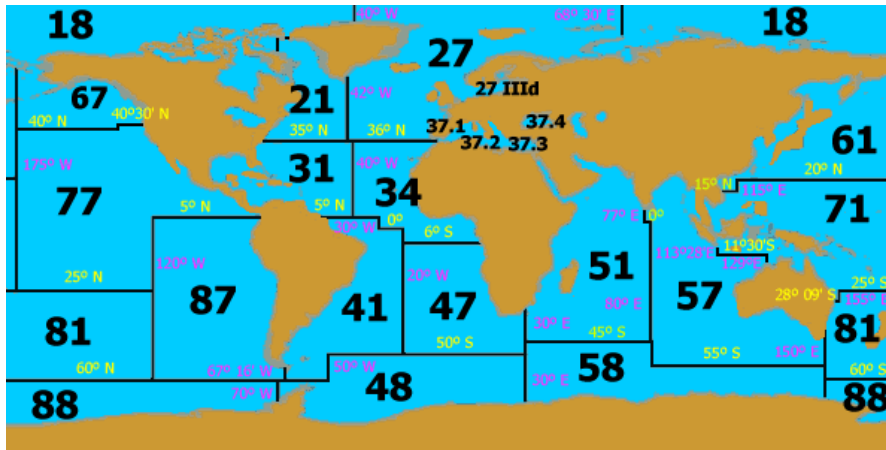 40º W
68º 30' E
18
18
27
67
21
42º W
27 IIId
40º 30' N
40º N
35º N
36º N
37.1
37.4
37.2
37.3
61
175º W
31
40º W
34
20º N
15º N
115º E
77
71
5º N
5º N
30º W
0º
77º E
0º
6º S
11º30'S
113º28'E
129ºE
120º W
20º W
51
25º N
25º S
87
41
47
57
28º 09' S
155º E
80º E
30º E
81
81
50º S
45º S
55º S
150º E
60º N
67º 16' W
50º W
58
60º S
88
70º W
48
30º E
88